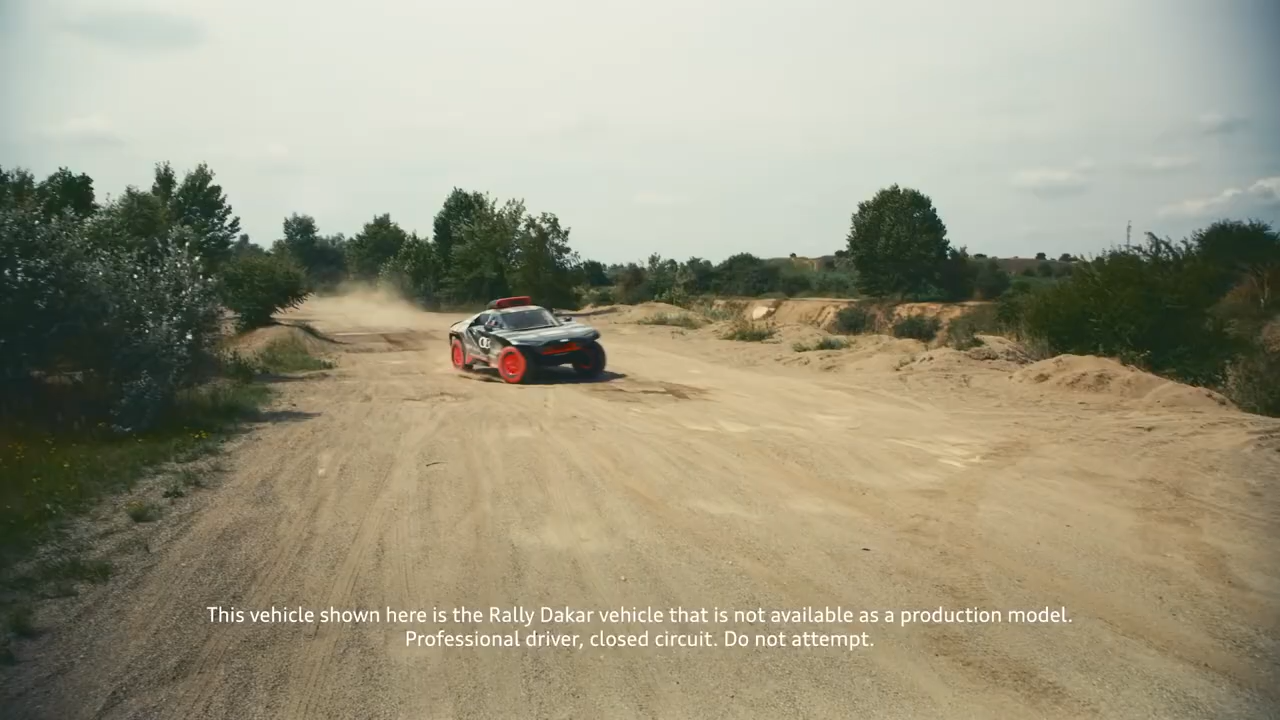 This vehicle shown here is the Rally Dakar vehicle that is not available as a production model.
Professional driver, closed circuit. Do not attempt.